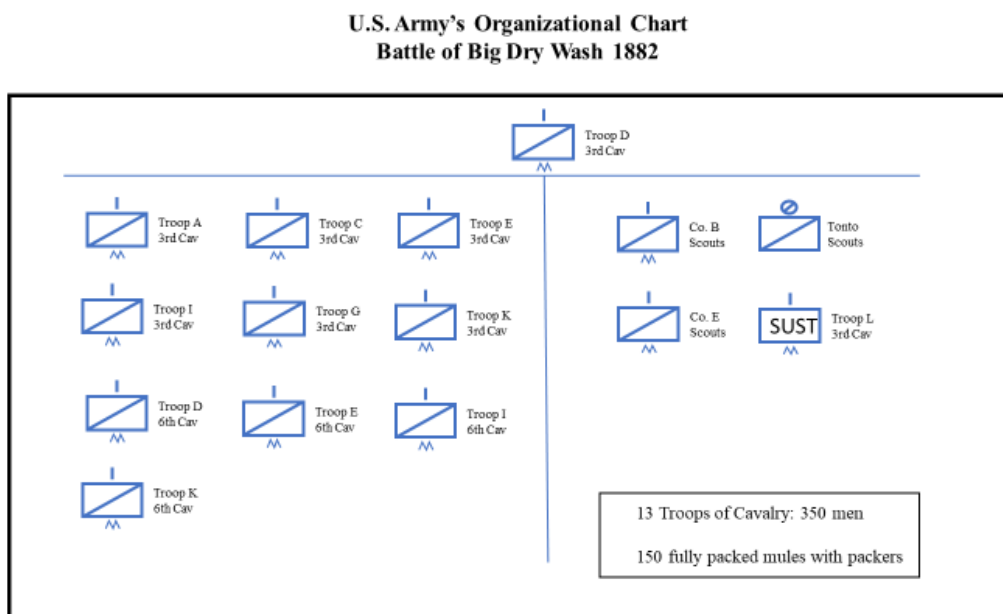 U.S. Army's Organizational Chart
Battle of Big Dry Wash 1882
Troop D
3rd Cav
Troop A
3rd Cav
Troop C
3rd Cav
Troop E
3rd Cav
Co. B
Scouts
Tonto
Scouts
Troop I
3rd Cav
Troop G
3rd Cav
Troop K
3rd Cav
Co. E
Scouts
SUST
Troop L
3rd Cav
Troop D
6th Cav
Troop E
6th Cav
Troop I
6th Cav
Troop K
6th Cav
13 Troops of Cavalry: 350 men
150 fully packed mules with packers